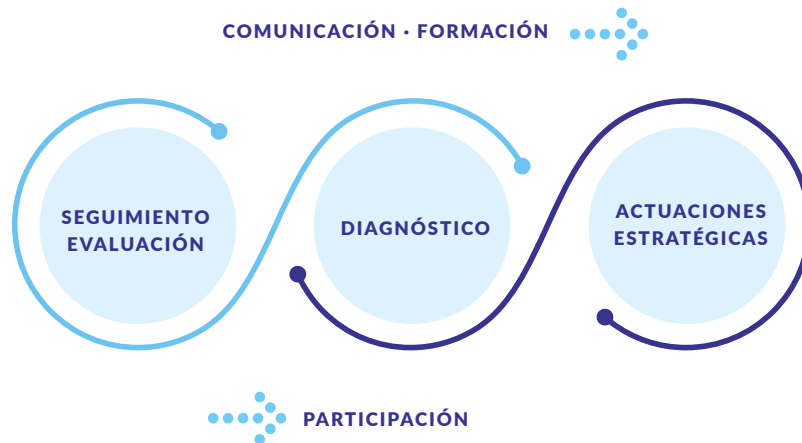 COMUNICACIÓN · FORMACIÓN
SEGUIMIENTO
EVALUACIÓN
DIAGNÓSTICO
ACTUACIONES
ESTRATÉGICAS
PARTICIPACIÓN